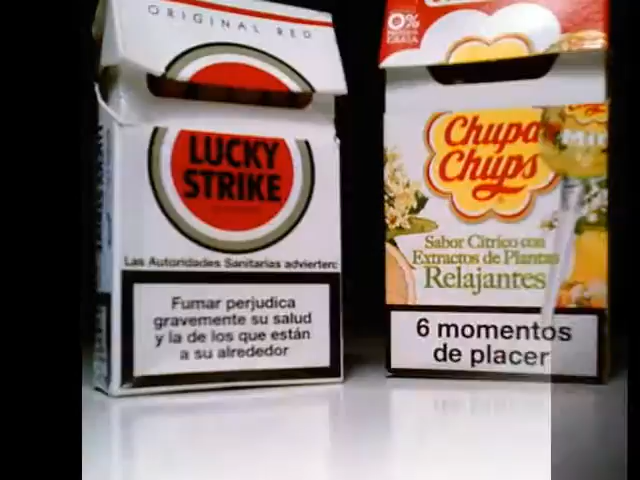 ORIGINAL RED
LUCKY
STRIKE
Las Autoridades Sanitarias advierten
Fumar perjudica
gravemente su salud
y la de los que están
a su alrededor
0%
Chupa
Chups
Sabor Cítrico con
Extractos de Plantas
Relajantes
6 momentos
de placer